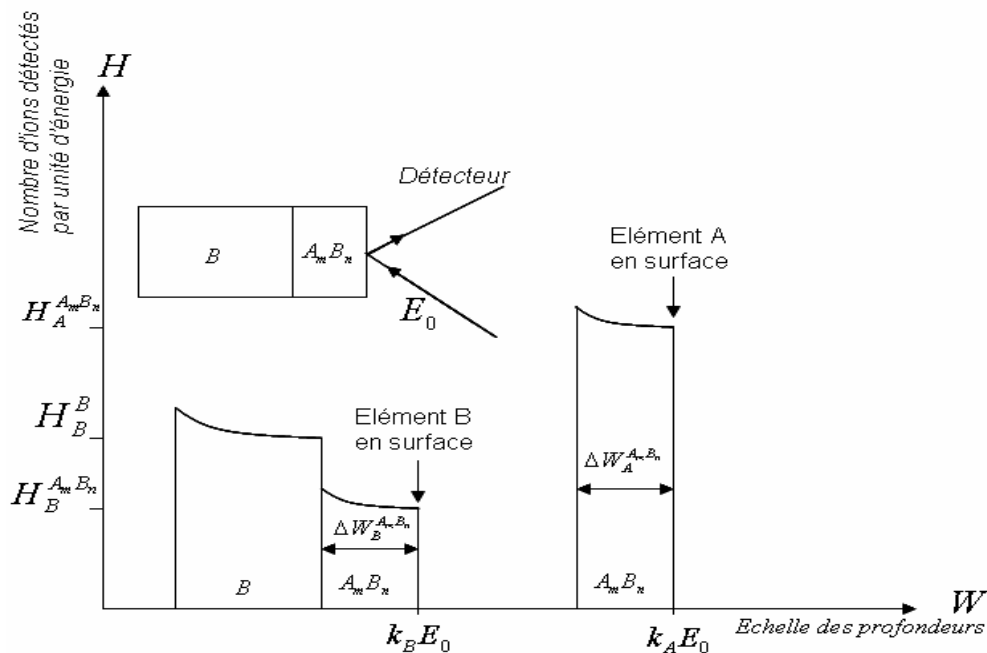 Nombre d'ions détectés
par unité d'énergie
H
Détecteur
B
A_mB_n
E_0
Elément A
en surface
H_A^{A_mB_n}
H_B^B
Elément B
en surface
H_B^{A_mB_n}
ΔW_A^{A_mB_n}
ΔW_B^{A_mB_n}
B
A_mB_n
A_mB_n
W
k_BE_0
k_AE_0
Echelle des profondeurs